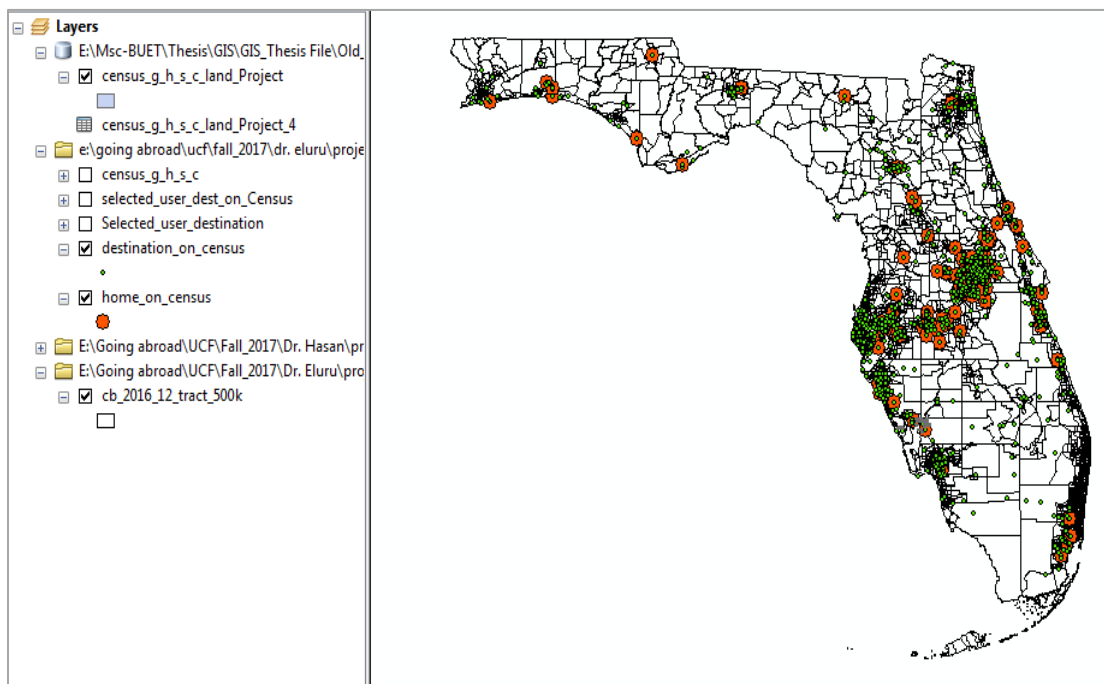 Layers
E:\Msc-BUET\Thesis\GIS\GIS_Thesis File\Old_
census_g_h_s_c_land_Project
census_g_h_s_c_land_Project_4
e:\going abroad\ucf\fall_2017\dr. eluru\proje
census_g_h_s_c
selected_user_dest_on_Census
Selected_user_destination
destination_on_census
home_on_census
E:\Going abroad\UCF\Fall_2017\Dr. Hasan\pr
E:\Going abroad\UCF\Fall_2017\Dr. Eluru\pro
cb_2016_12_tract_500k